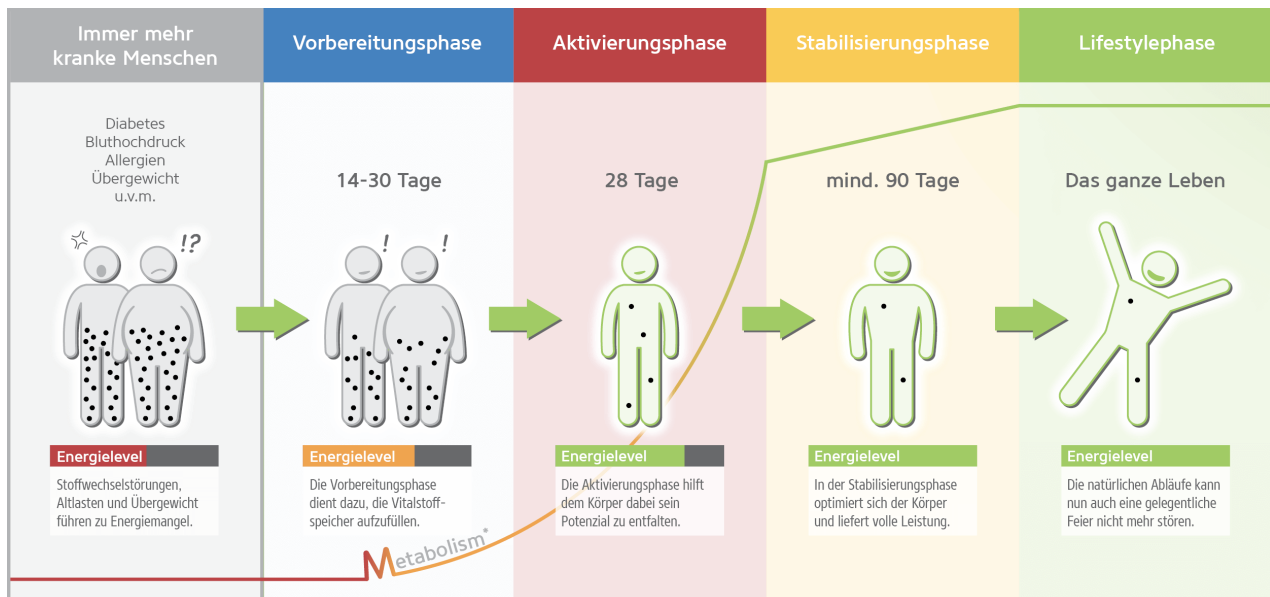 Immer mehr
kranke Menschen
Vorbereitungsphase
Aktivierungsphase
Stabilisierungsphase
Lifestylephase
Diabetes
Bluthochdruck
Allergien
Übergewicht
u.v.m.
14-30 Tage
28 Tage
mind. 90 Tage
Das ganze Leben
!?
!
!
Energielevel
Stoffwechselstörungen,
Altlasten und Übergewicht
führen zu Energiemangel.
Energielevel
Die Vorbereitungsphase
dient dazu, die Vitalstoff-
speicher aufzufüllen.
Energielevel
Die Aktivierungsphase hilft
dem Körper dabei sein
Potenzial zu entfalten.
Energielevel
In der Stabilisierungsphase
optimiert sich der Körper
und liefert volle Leistung.
Energielevel
Die natürlichen Abläufe kann
nun auch eine gelegentliche
Feier nicht mehr stören.
Metabolism*